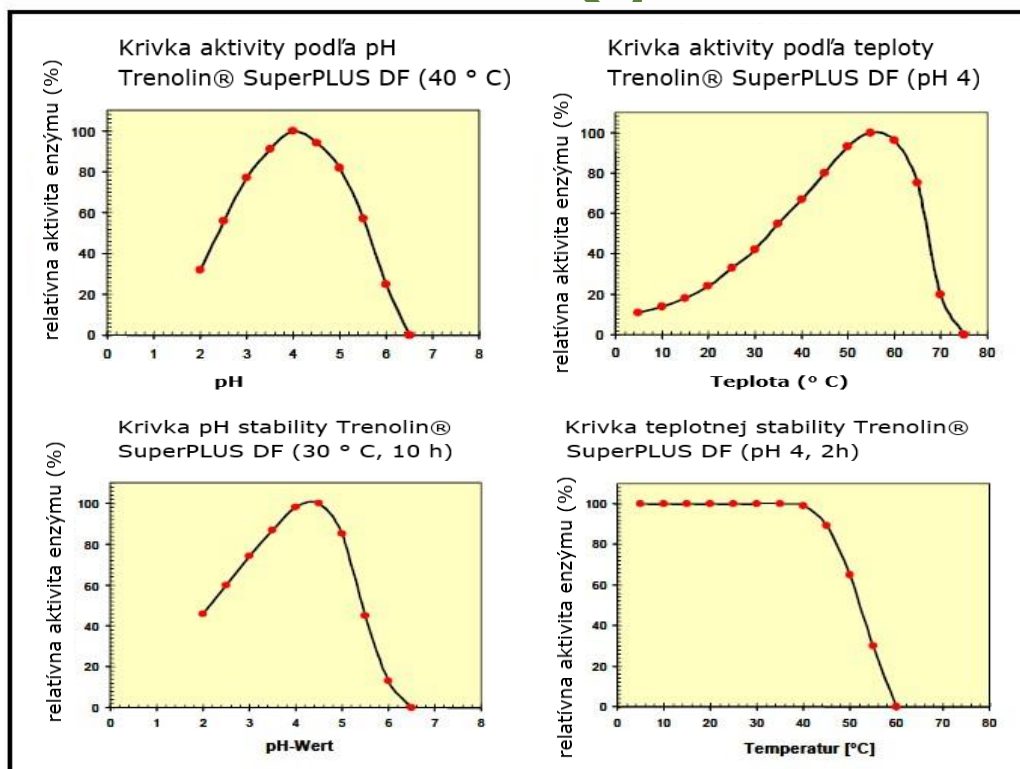 Krivka aktivity podľa pH
Trenolin® SuperPLUS DF (40 ° C)
relatívna aktivita enzýmu (%)
100
80
60
40
20
0
0 1 2 3 4 5 6 7 8
pH
Krivka aktivity podľa teploty
Trenolin® SuperPLUS DF (pH 4)
relatívna aktivita enzýmu (%)
100
80
60
40
20
0
0 10 20 30 40 50 60 70 80
Teplota (° C)
Krivka pH stability Trenolin®
SuperPLUS DF (30 ° C, 10 h)
relatívna aktivita enzýmu (%)
100
80
60
40
20
0
0 1 2 3 4 5 6 7 8
pH-Wert
Krivka teplotnej stability Trenolin®
SuperPLUS DF (pH 4, 2h)
relatívna aktivita enzýmu (%)
100
80
60
40
20
0
0 10 20 30 40 50 60 70 80
Temperatur [°C]